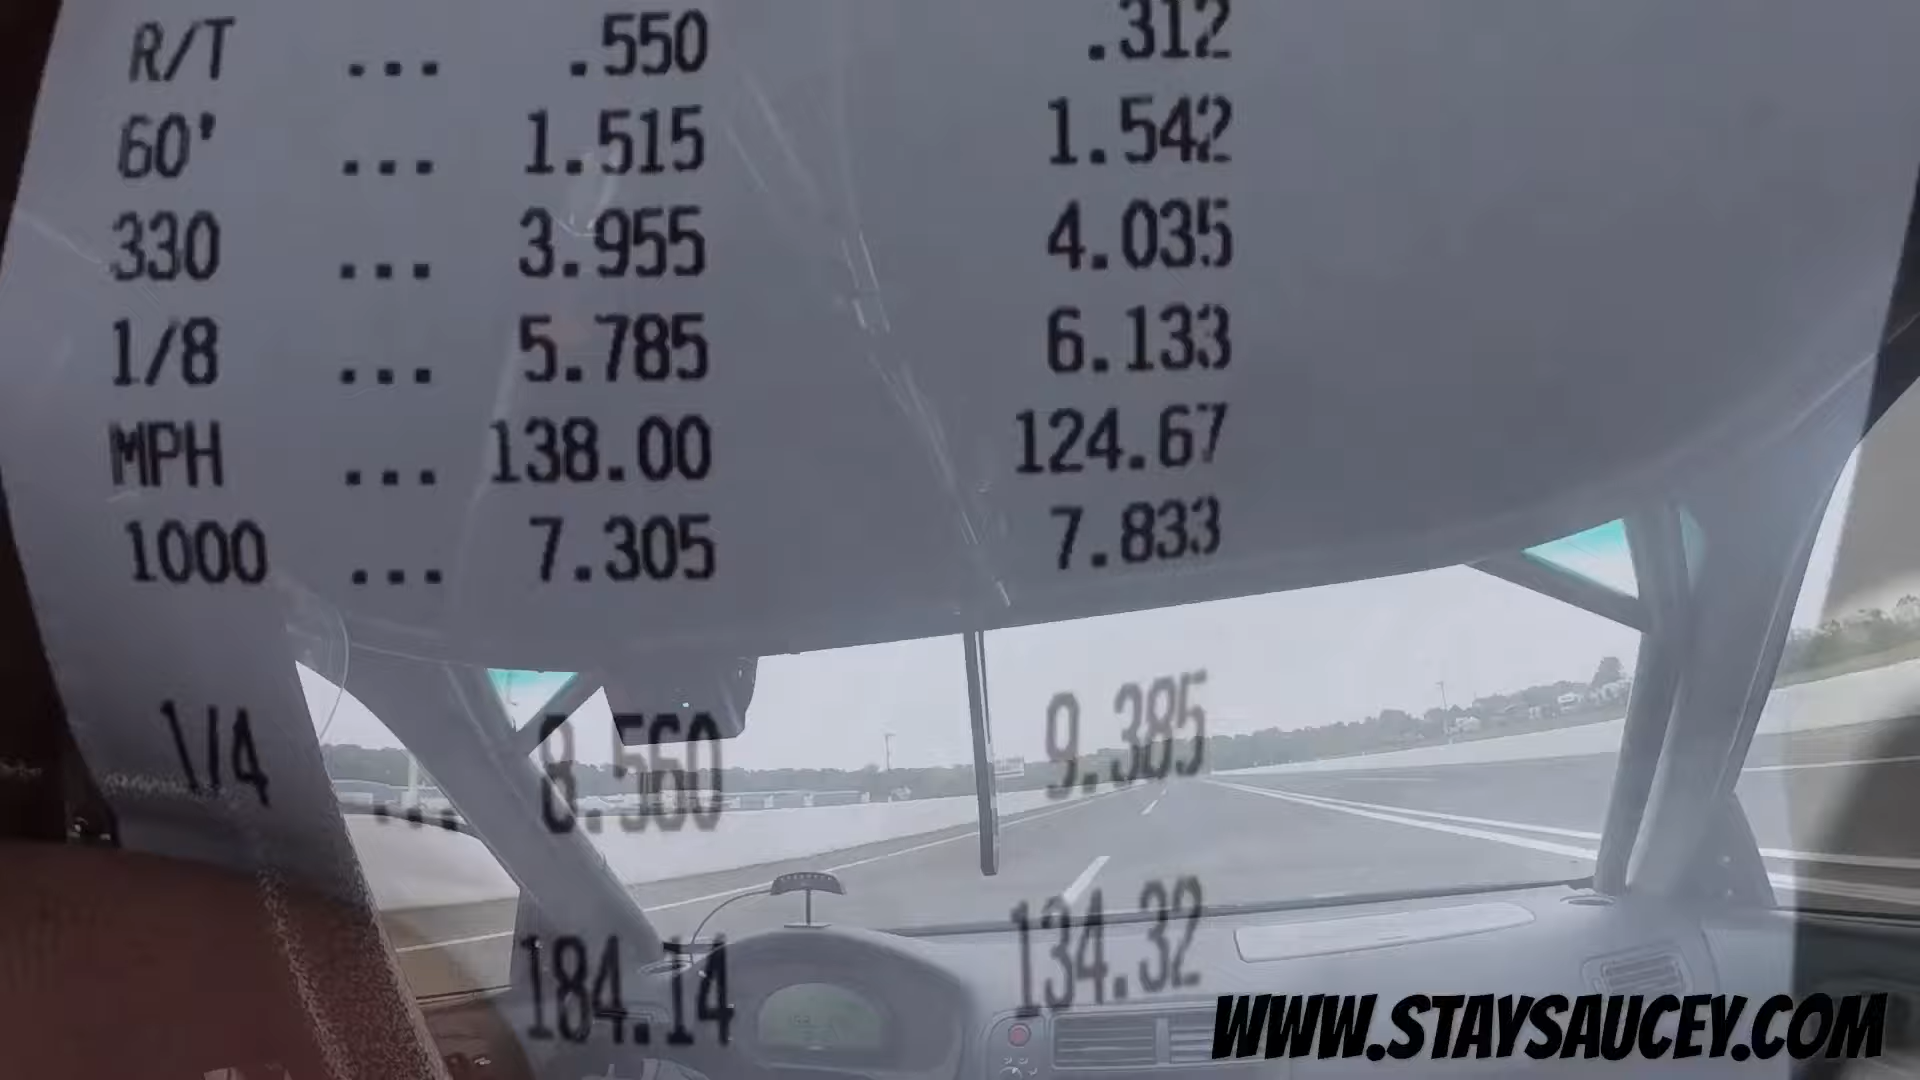 R/T ... .550 .312
60' ... 1.515 1.542
330 ... 3.955 4.035
1/8 ... 5.785 6.133
MPH ... 138.00 124.67
1000 ... 7.305 7.833
1/4 ... 8.560 9.385
184.14 134.32
WWW.STAYSAUCEY.COM